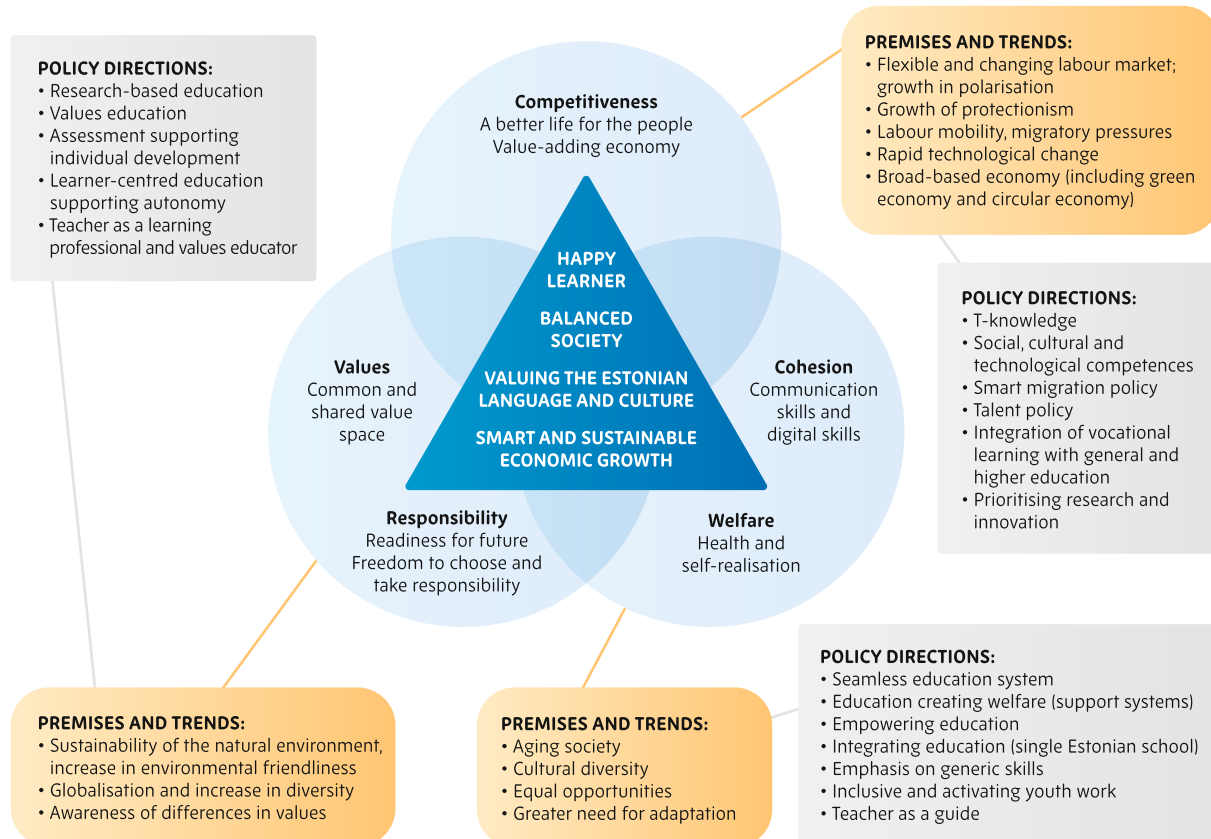 POLICY DIRECTIONS:
• Research-based education
• Values education
• Assessment supporting
individual development
• Learner-centred education
supporting autonomy
• Teacher as a learning
professional and values educator
Competitiveness
A better life for the people
Value-adding economy
PREMISES AND TRENDS:
• Flexible and changing labour market;
growth in polarisation
• Growth of protectionism
• Labour mobility, migratory pressures
• Rapid technological change
• Broad-based economy (including green
economy and circular economy)
HAPPY
LEARNER
BALANCED
SOCIETY
VALUING THE ESTONIAN
LANGUAGE AND CULTURE
SMART AND SUSTAINABLE
ECONOMIC GROWTH
Values
Common and
shared value
space
Cohesion
Communication
skills and
digital skills
POLICY DIRECTIONS:
• T-knowledge
• Social, cultural and
technological competences
• Smart migration policy
• Talent policy
• Integration of vocational
learning with general and
higher education
• Prioritising research and
innovation
Responsibility
Readiness for future
Freedom to choose and
take responsibility
Welfare
Health and
self-realisation
PREMISES AND TRENDS:
• Sustainability of the natural environment,
increase in environmental friendliness
• Globalisation and increase in diversity
• Awareness of differences in values
PREMISES AND TRENDS:
• Aging society
• Cultural diversity
• Equal opportunities
• Greater need for adaptation
POLICY DIRECTIONS:
• Seamless education system
• Education creating welfare (support systems)
• Empowering education
• Integrating education (single Estonian school)
• Emphasis on generic skills
• Inclusive and activating youth work
• Teacher as a guide